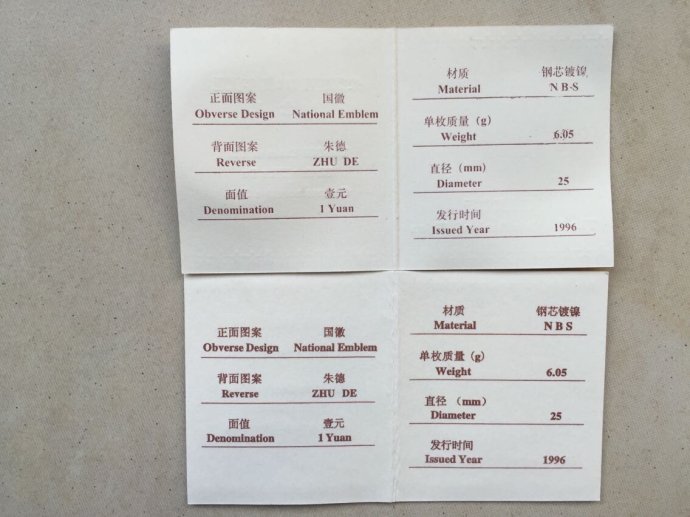 正面图案 国徽
Obverse Design National Emblem
背面图案 朱德
Reverse ZHU DE
面值 壹元
Denomination 1 Yuan
材质 钢芯镀镍
Material N B-S
单枚质量（g） 
Weight 6.05
直径（mm）
Diameter 25
发行时间
Issued Year 1996
正面图案 国徽
Obverse Design National Emblem
背面图案 朱德
Reverse ZHU DE
面值 壹元
Denomination 1 Yuan
材质 钢芯镀镍
Material N B S
单枚质量（g）
Weight 6.05
直径（mm）
Diameter 25
发行时间
Issued Year 1996